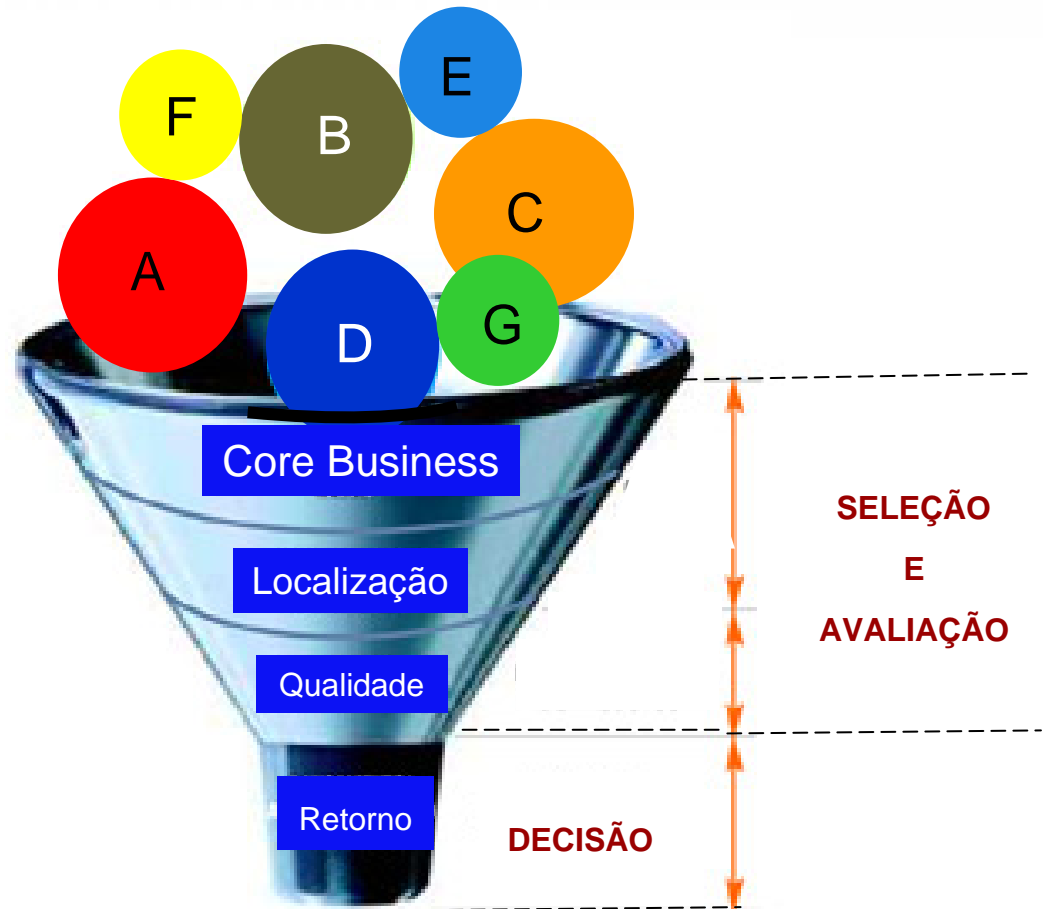 E
F
B
C
A
G
D
Core Business
SELEÇÃO
E
AVALIAÇÃO
Localização
Qualidade
Retorno
DECISÃO